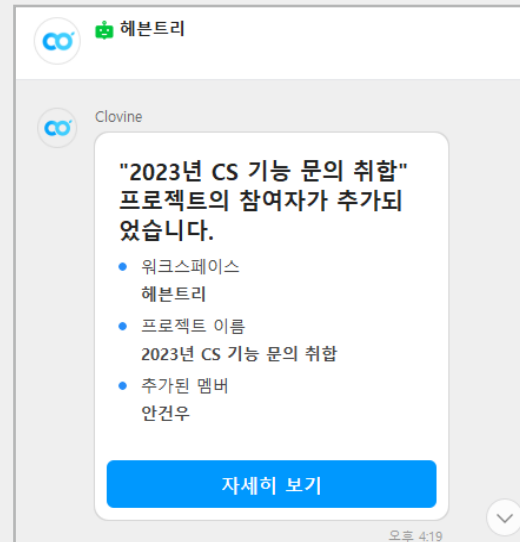 헤븐트리
Clovine
"2023년 CS 기능 문의 취합"
프로젝트의 참여자가 추가되
었습니다.
워크스페이스
헤븐트리
프로젝트 이름
2023년 CS 기능 문의 취합
추가된 멤버
안건우
자세히 보기
오후 4:19